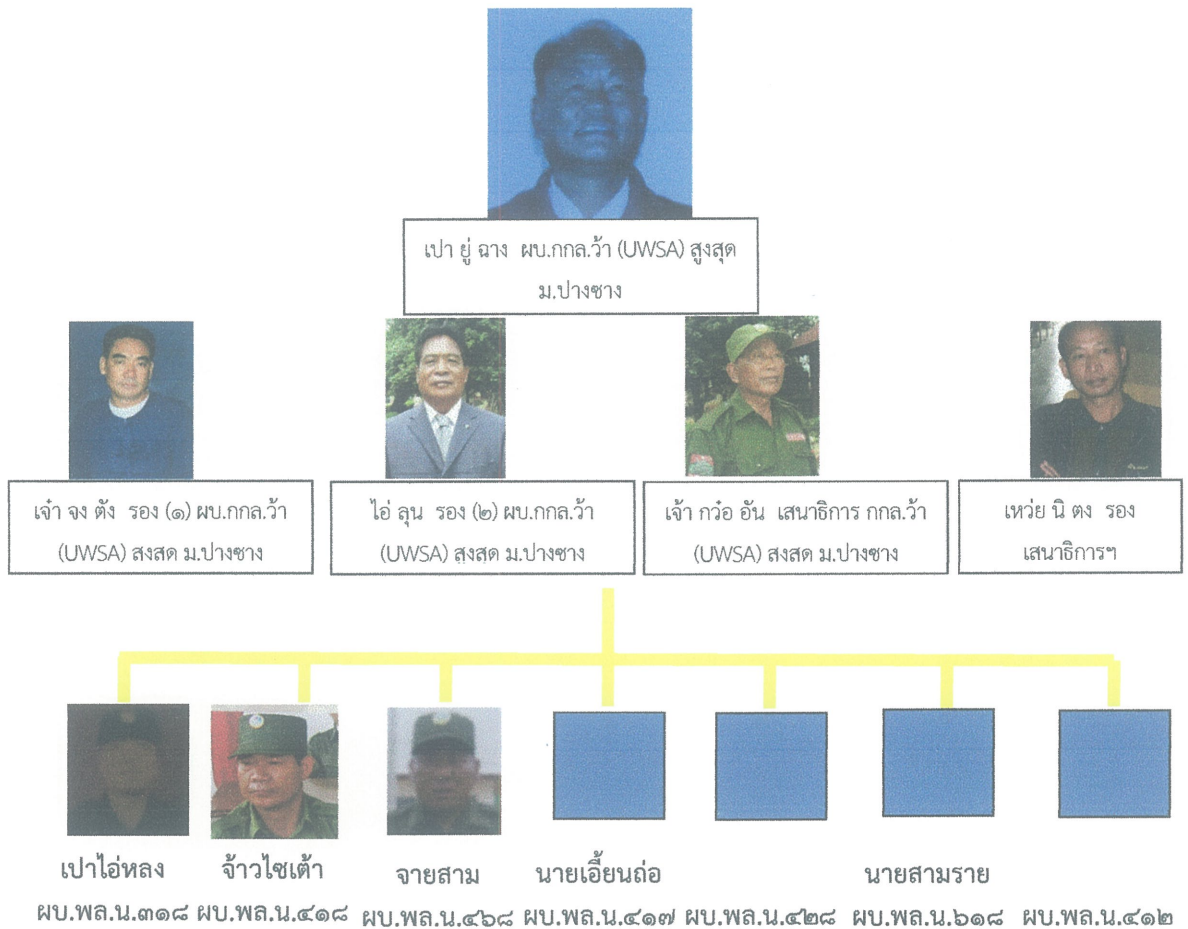 เปา ยู่ ฉาง ผบ.กกล.ว้า (UWSA) สูงสุด
ม.ปางซาง
เจ๋า จง ตัง รอง (๑) ผบ.กกล.ว้า
(UWSA) สงสด ม.ปางซาง
ไอ่ ลุน รอง (๒) ผบ.กกล.ว้า
(UWSA) สูงสุด ม.ปางซาง
เจ้า กว๋อ อัน เสนาธิการ กกล.ว้า
(UWSA) สงสด ม.ปางซาง
เหว่ย นิ ตง รอง
เสนาธิการฯ
เปาไอ่หลง
ผบ.พล.น.๓๑๘
จ้าวไซเต้า
ผบ.พล.น.๔๑๘
จายสาม
ผบ.พล.น.๔๖๘
นายเอี้ยนถ่อ
ผบ.พล.น.๔๑๗
ผบ.พล.น.๔๒๘
นายสามราย
ผบ.พล.น.๖๑๘
ผบ.พล.น.๔๑๒